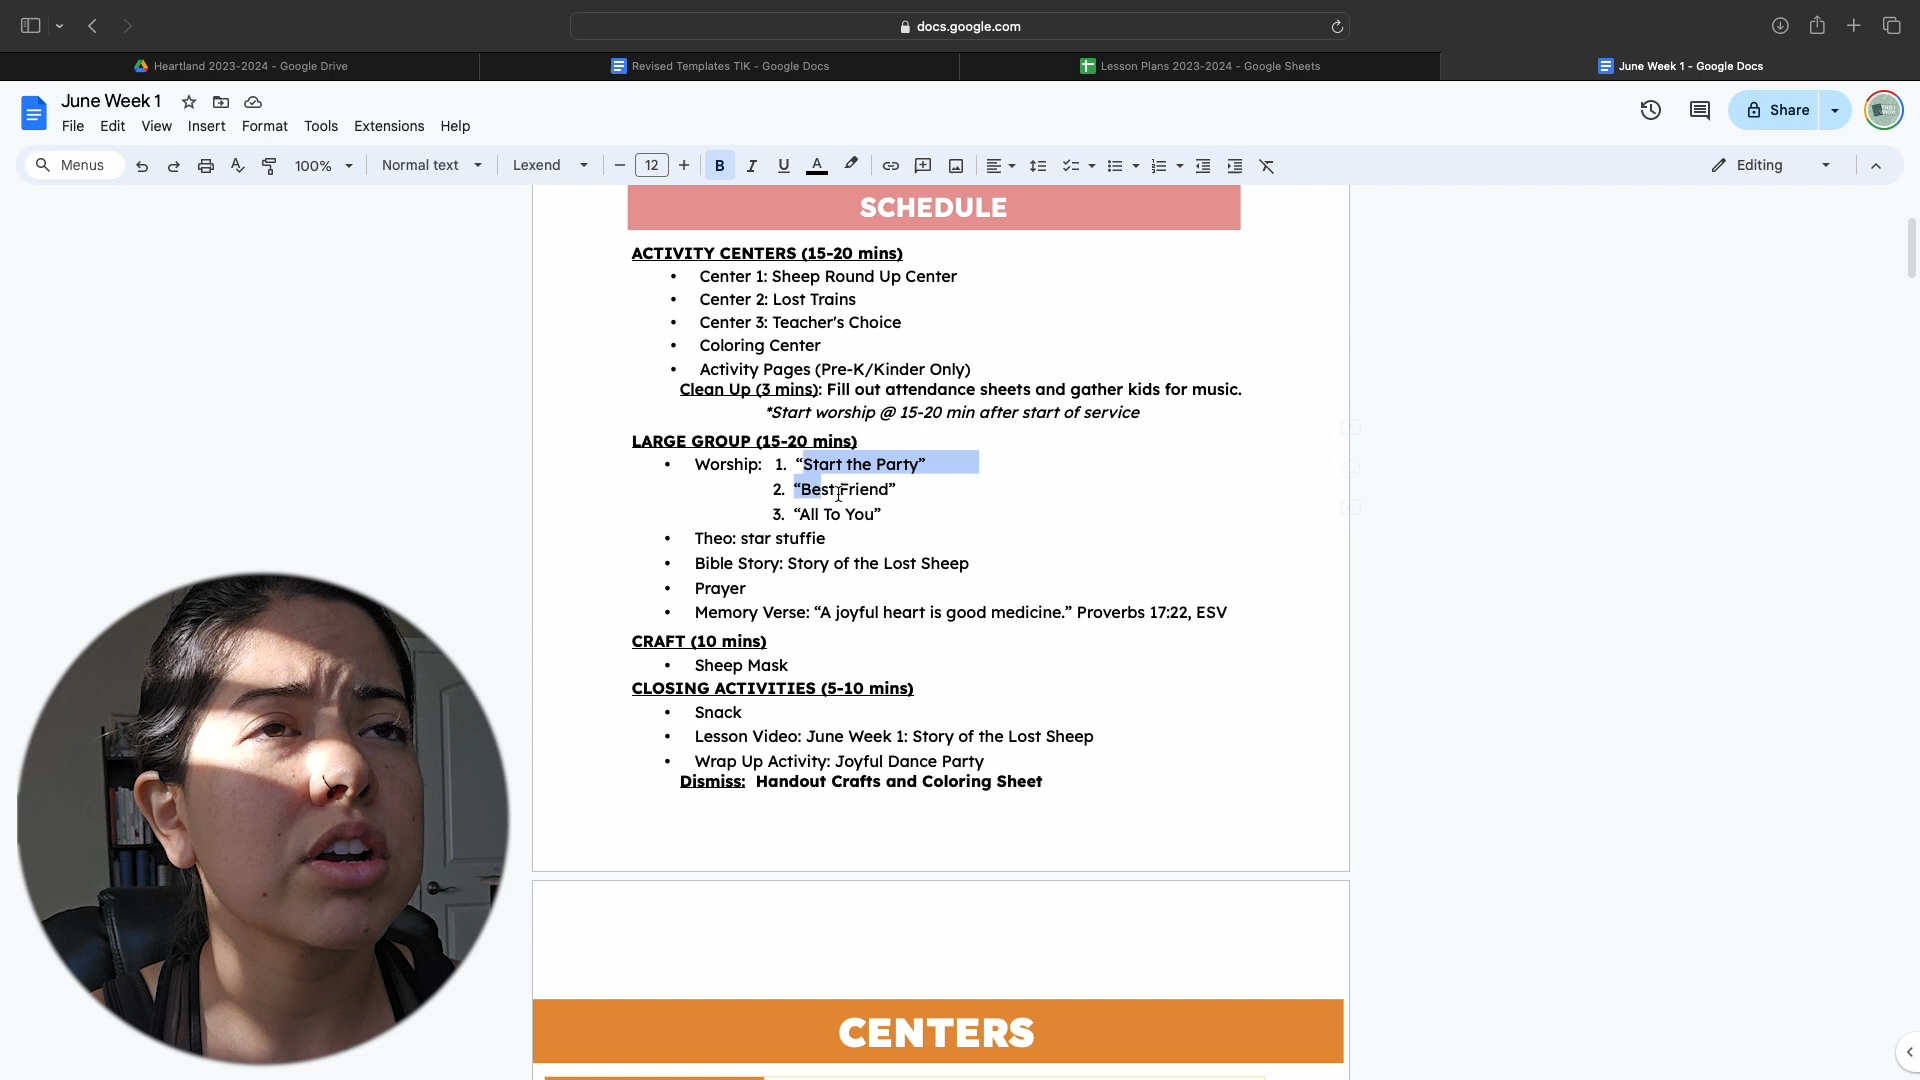 docs.google.com
Heartland 2023-2024 - Google Drive
Revised Templates TIK - Google Docs
Lesson Plans 2023-2024 - Google Sheets
June Week 1 - Google Docs
June Week 1
File Edit View Insert Format Tools Extensions Help
Share
Menus 100% Normal text Lexend 12 Editing
SCHEDULE
ACTIVITY CENTERS (15-20 mins)
• Center 1: Sheep Round Up Center
• Center 2: Lost Trains
• Center 3: Teacher's Choice
• Coloring Center
• Activity Pages (Pre-K/Kinder Only)
Clean Up (3 mins): Fill out attendance sheets and gather kids for music.
*Start worship @ 15-20 min after start of service
LARGE GROUP (15-20 mins)
• Worship: 1. “Start the Party”
2. “Best Friend”
3. “All To You”
• Theo: star stuffie
• Bible Story: Story of the Lost Sheep
• Prayer
• Memory Verse: “A joyful heart is good medicine.” Proverbs 17:22, ESV
CRAFT (10 mins)
• Sheep Mask
CLOSING ACTIVITIES (5-10 mins)
• Snack
• Lesson Video: June Week 1: Story of the Lost Sheep
• Wrap Up Activity: Joyful Dance Party
Dismiss: Handout Crafts and Coloring Sheet
CENTERS